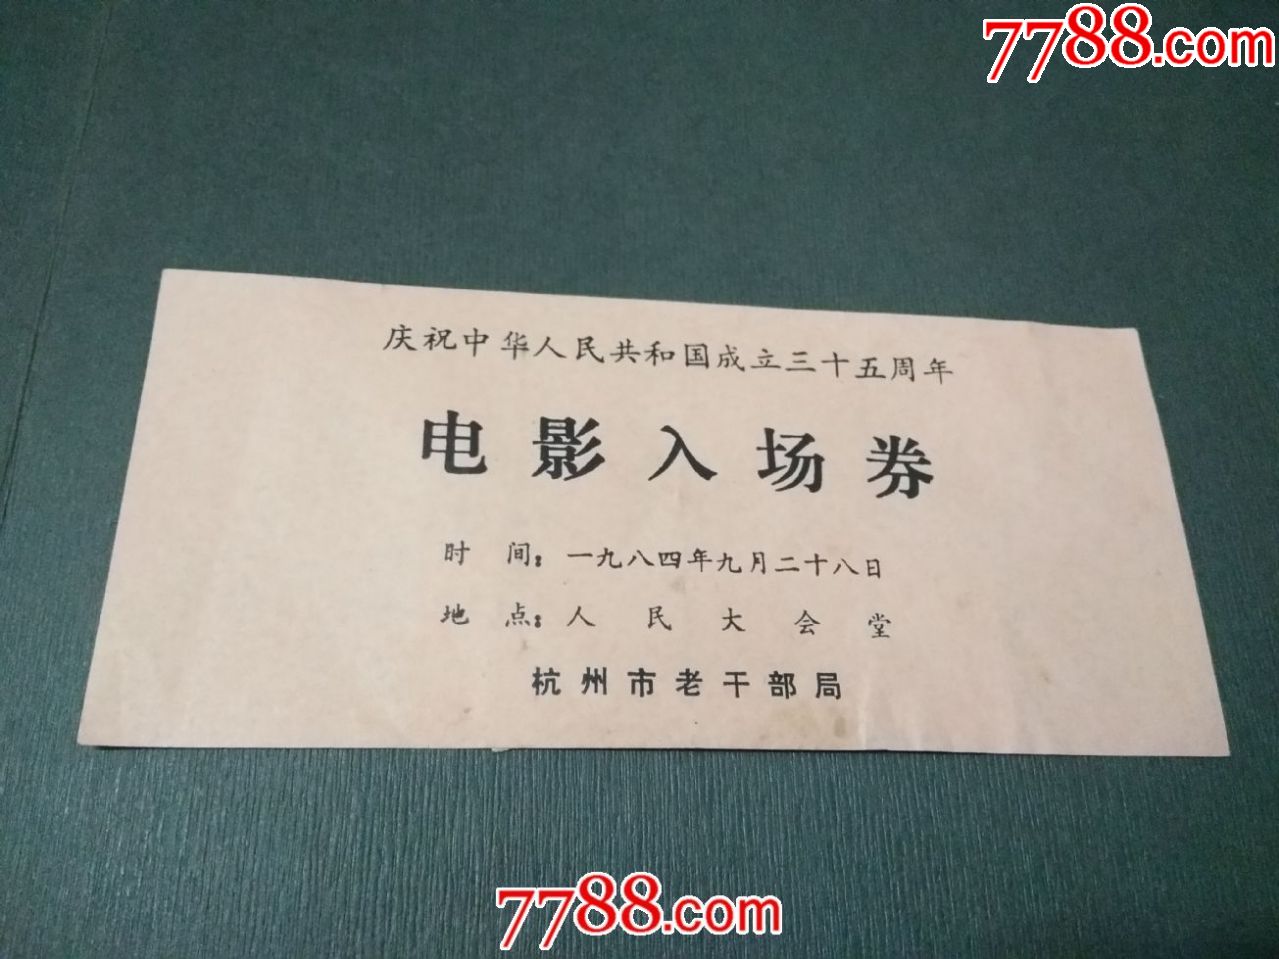 7788.com
庆祝中华人民共和国成立三十五周年
电影入场券
时间：一九八四年九月二十八日
地点：人民大会堂
杭州市老干部局
7788.com